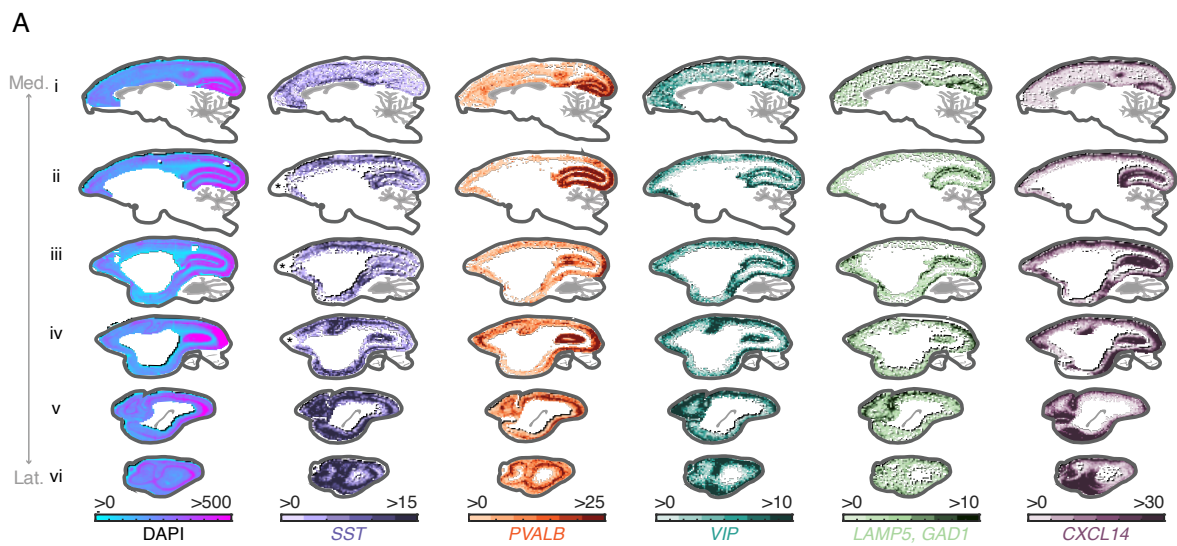 A
Med.
i
ii
*
iii
*
iv
*
v
Lat. vi
>0 >500 >0 >15 >0 >25 >0 >10 >0 >10 >0 >30
DAPI SST PVALB VIP LAMP5, GAD1 CXCL14